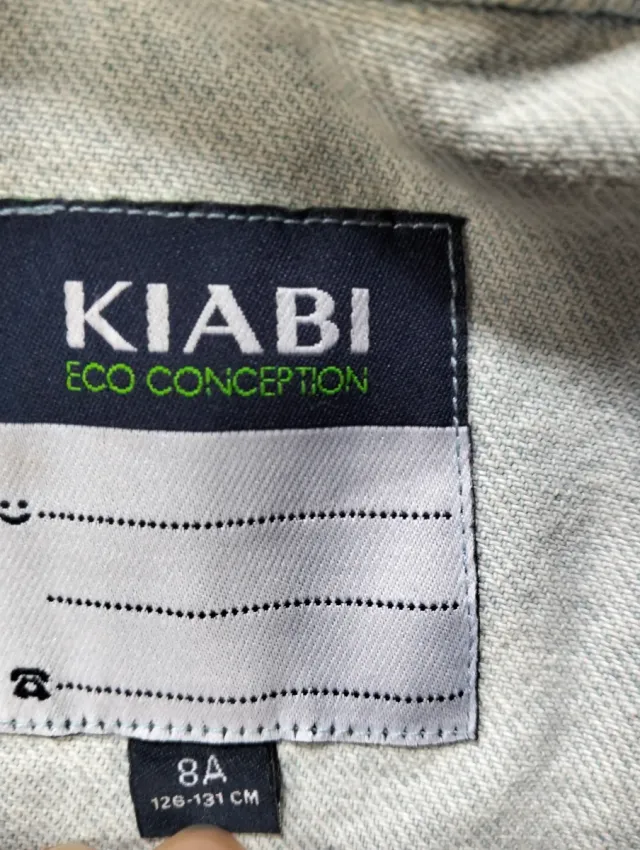 KIABI
ECO CONCEPTION
8A
126-131 CM